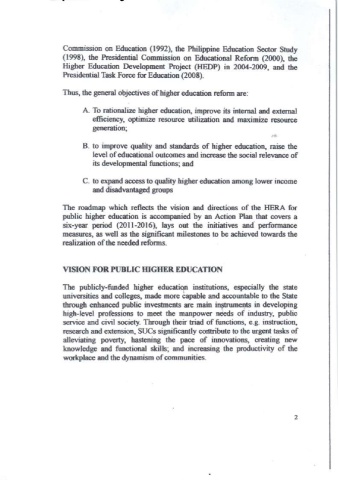 Commission on Education (1992), the Philippine Education Sector Study
(1998), the Presidential Commission on Educational Reform (2000), the
Higher Education Development Project (HEDP) in 2004-2009, and the
Presidential Task Force for Education (2008).
Thus, the general objectives of higher education reform are:
A. To rationalize higher education, improve its internal and external
efficiency, optimize resource utilization and maximize resource
generation;
B. to improve quality and standards of higher education, raise the
level of educational outcomes and increase the social relevance of
its developmental functions; and
C. to expand access to quality higher education among lower income
and disadvantaged groups
The roadmap which reflects the vision and directions of the HERA for
public higher education is accompanied by an Action Plan that covers a
six-year period (2011-2016), lays out the initiatives and performance
measures, as well as the significant milestones to be achieved towards the
realization of the needed reforms.
VISION FOR PUBLIC HIGHER EDUCATION
The publicly-funded higher education institutions, especially the state
universities and colleges, made more capable and accountable to the State
through enhanced public investments are main instruments in developing
high-level professions to meet the manpower needs of industry, public
service and civil society. Through their triad of functions, e.g. instruction,
research and extension, SUCs significantly contribute to the urgent tasks of
alleviating poverty, hastening the pace of innovations, creating new
knowledge and functional skills; and increasing the productivity of the
workplace and the dynamism of communities.
2